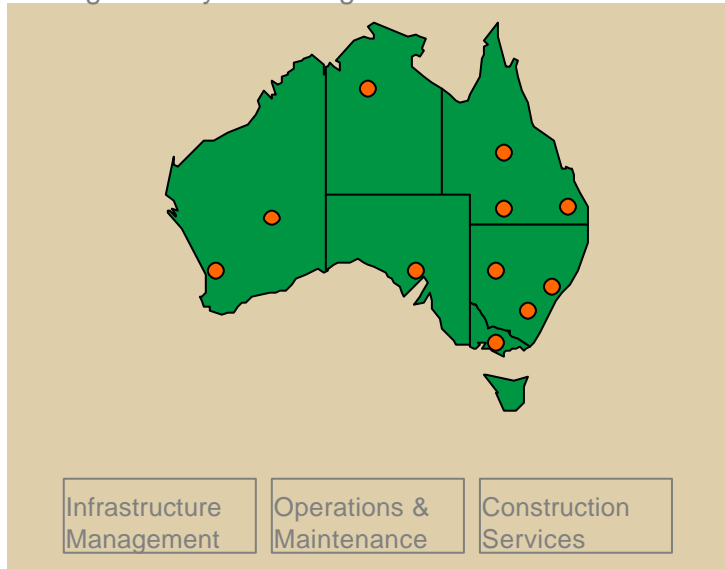 Infrastructure
Management
Operations &
Maintenance
Construction
Services